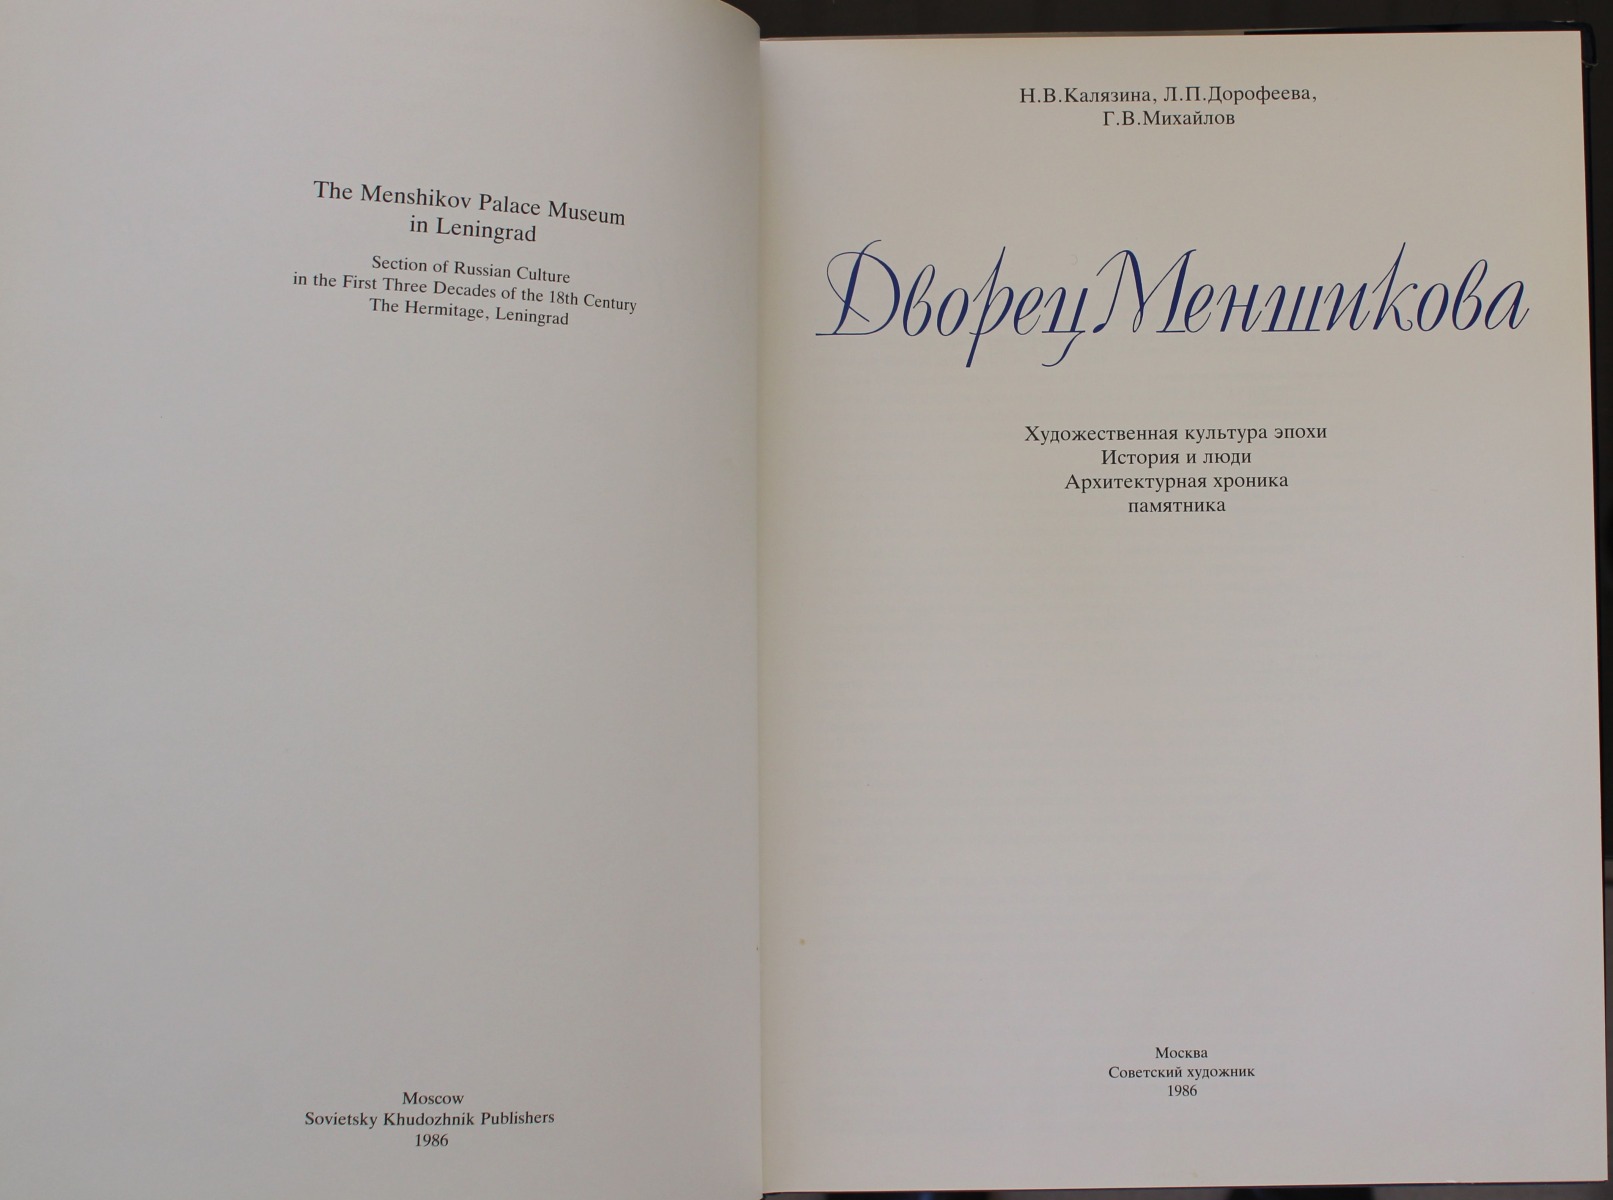 The Menshikov Palace Museum
in Leningrad
Section of Russian Culture
in the First Three Decades of the 18th Century
The Hermitage, Leningrad
Moscow
Sovietsky Khudozhnik Publishers
1986
Н.В.Калязина, Л.П.Дорофеева,
Г.В.Михайлов
Дворец Меншикова
Художественная культура эпохи
История и люди
Архитектурная хроника
памятника
Москва
Советский художник
1986